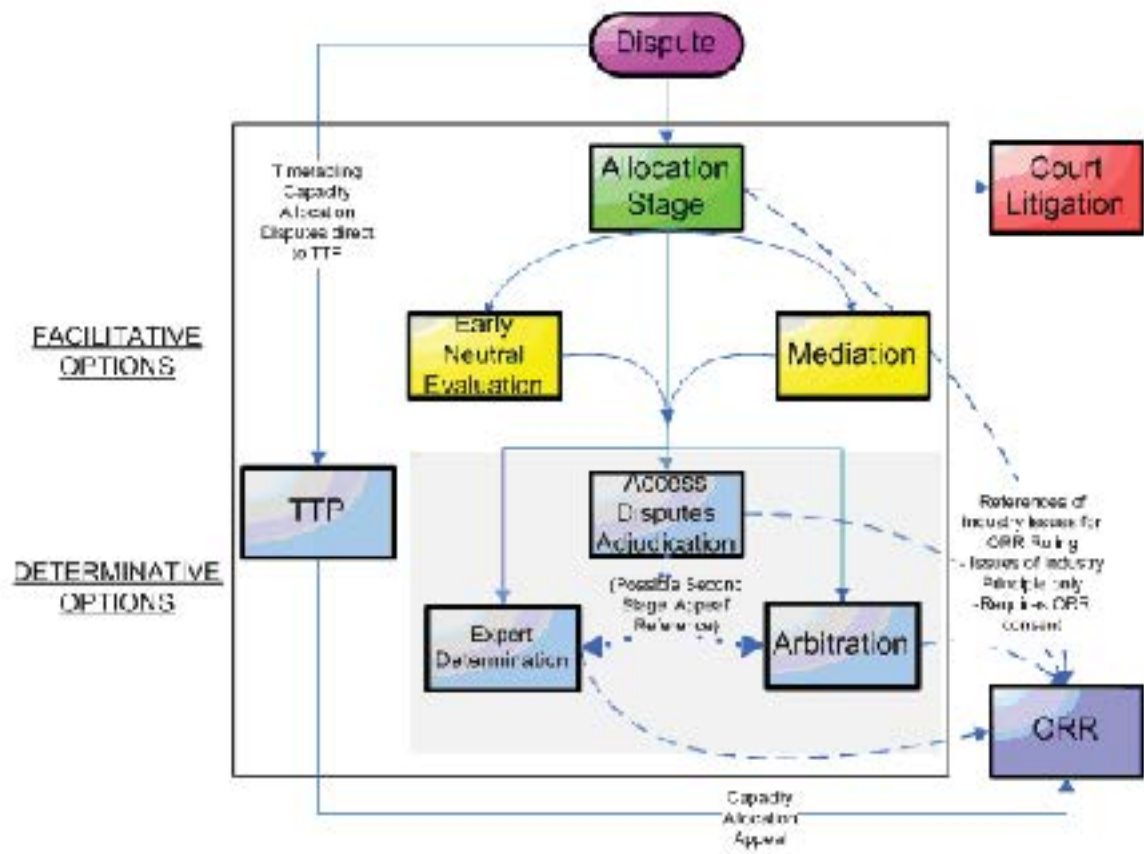 Dispute
Timetabling
Capacity
Allocation
Disputes direct
to TTP
Allocation
Stage
Court
Litigation
FACILITATIVE
OPTIONS
Early
Neutral
Evaluation
Mediation
TTP
Access
Disputes
Adjudication
References of
Industry Issues for
ORR Ruling
- Issues of Industry
Principle only
-Requires ORR
consent
DETERMINATIVE
OPTIONS
(Possible Second
Stage 'Appeal'
Reference)
Expert
Determination
Arbitration
ORR
Capacity
Allocation
Appeal